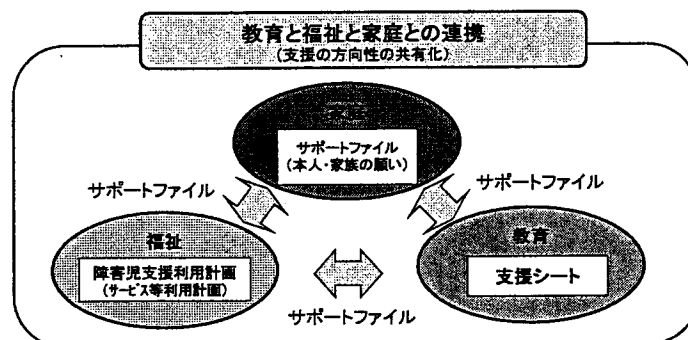 教育と福祉と家庭との連携
(支援の方向性の共有化)
サポートファイル
(本人・家族の願い)
サポートファイル
サポートファイル
福祉
障害児支援利用計画
(サービス等利用計画)
教育
支援シート
サポートファイル